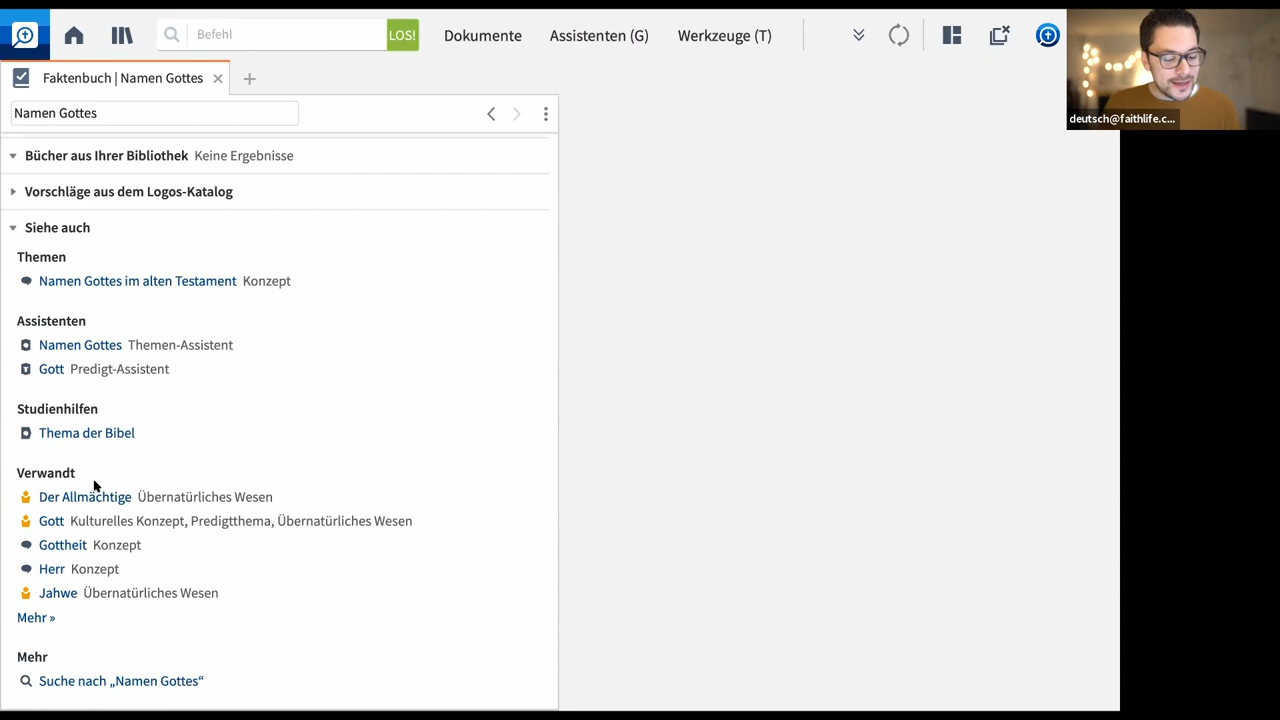 Befehl
LOS!
Dokumente
Assistenten (G)
Werkzeuge (T)
deutsch@faithlife.c...
Faktenbuch | Namen Gottes
Namen Gottes
Bücher aus Ihrer Bibliothek Keine Ergebnisse
Vorschläge aus dem Logos-Katalog
Siehe auch
Themen
Namen Gottes im alten Testament Konzept
Assistenten
Namen Gottes Themen-Assistent
Gott Predigt-Assistent
Studienhilfen
Thema der Bibel
Verwandt
Der Allmächtige Übernatürliches Wesen
Gott Kulturelles Konzept, Predigtthema, Übernatürliches Wesen
Gottheit Konzept
Herr Konzept
Jahwe Übernatürliches Wesen
Mehr »
Mehr
Suche nach „Namen Gottes“